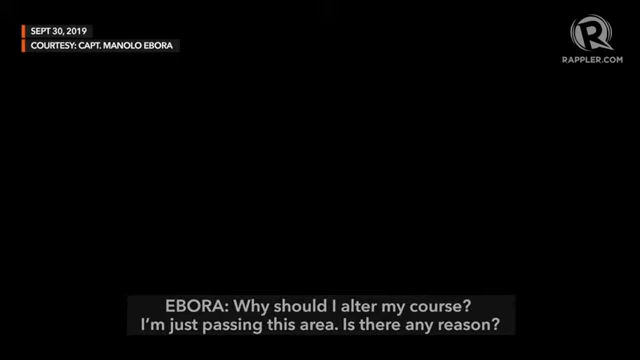 SEPT 30, 2019
COURTESY: CAPT. MANOLO EBORA
R
RAPPLER.COM
EBORA: Why should I alter my course?
I'm just passing this area. Is there any reason?